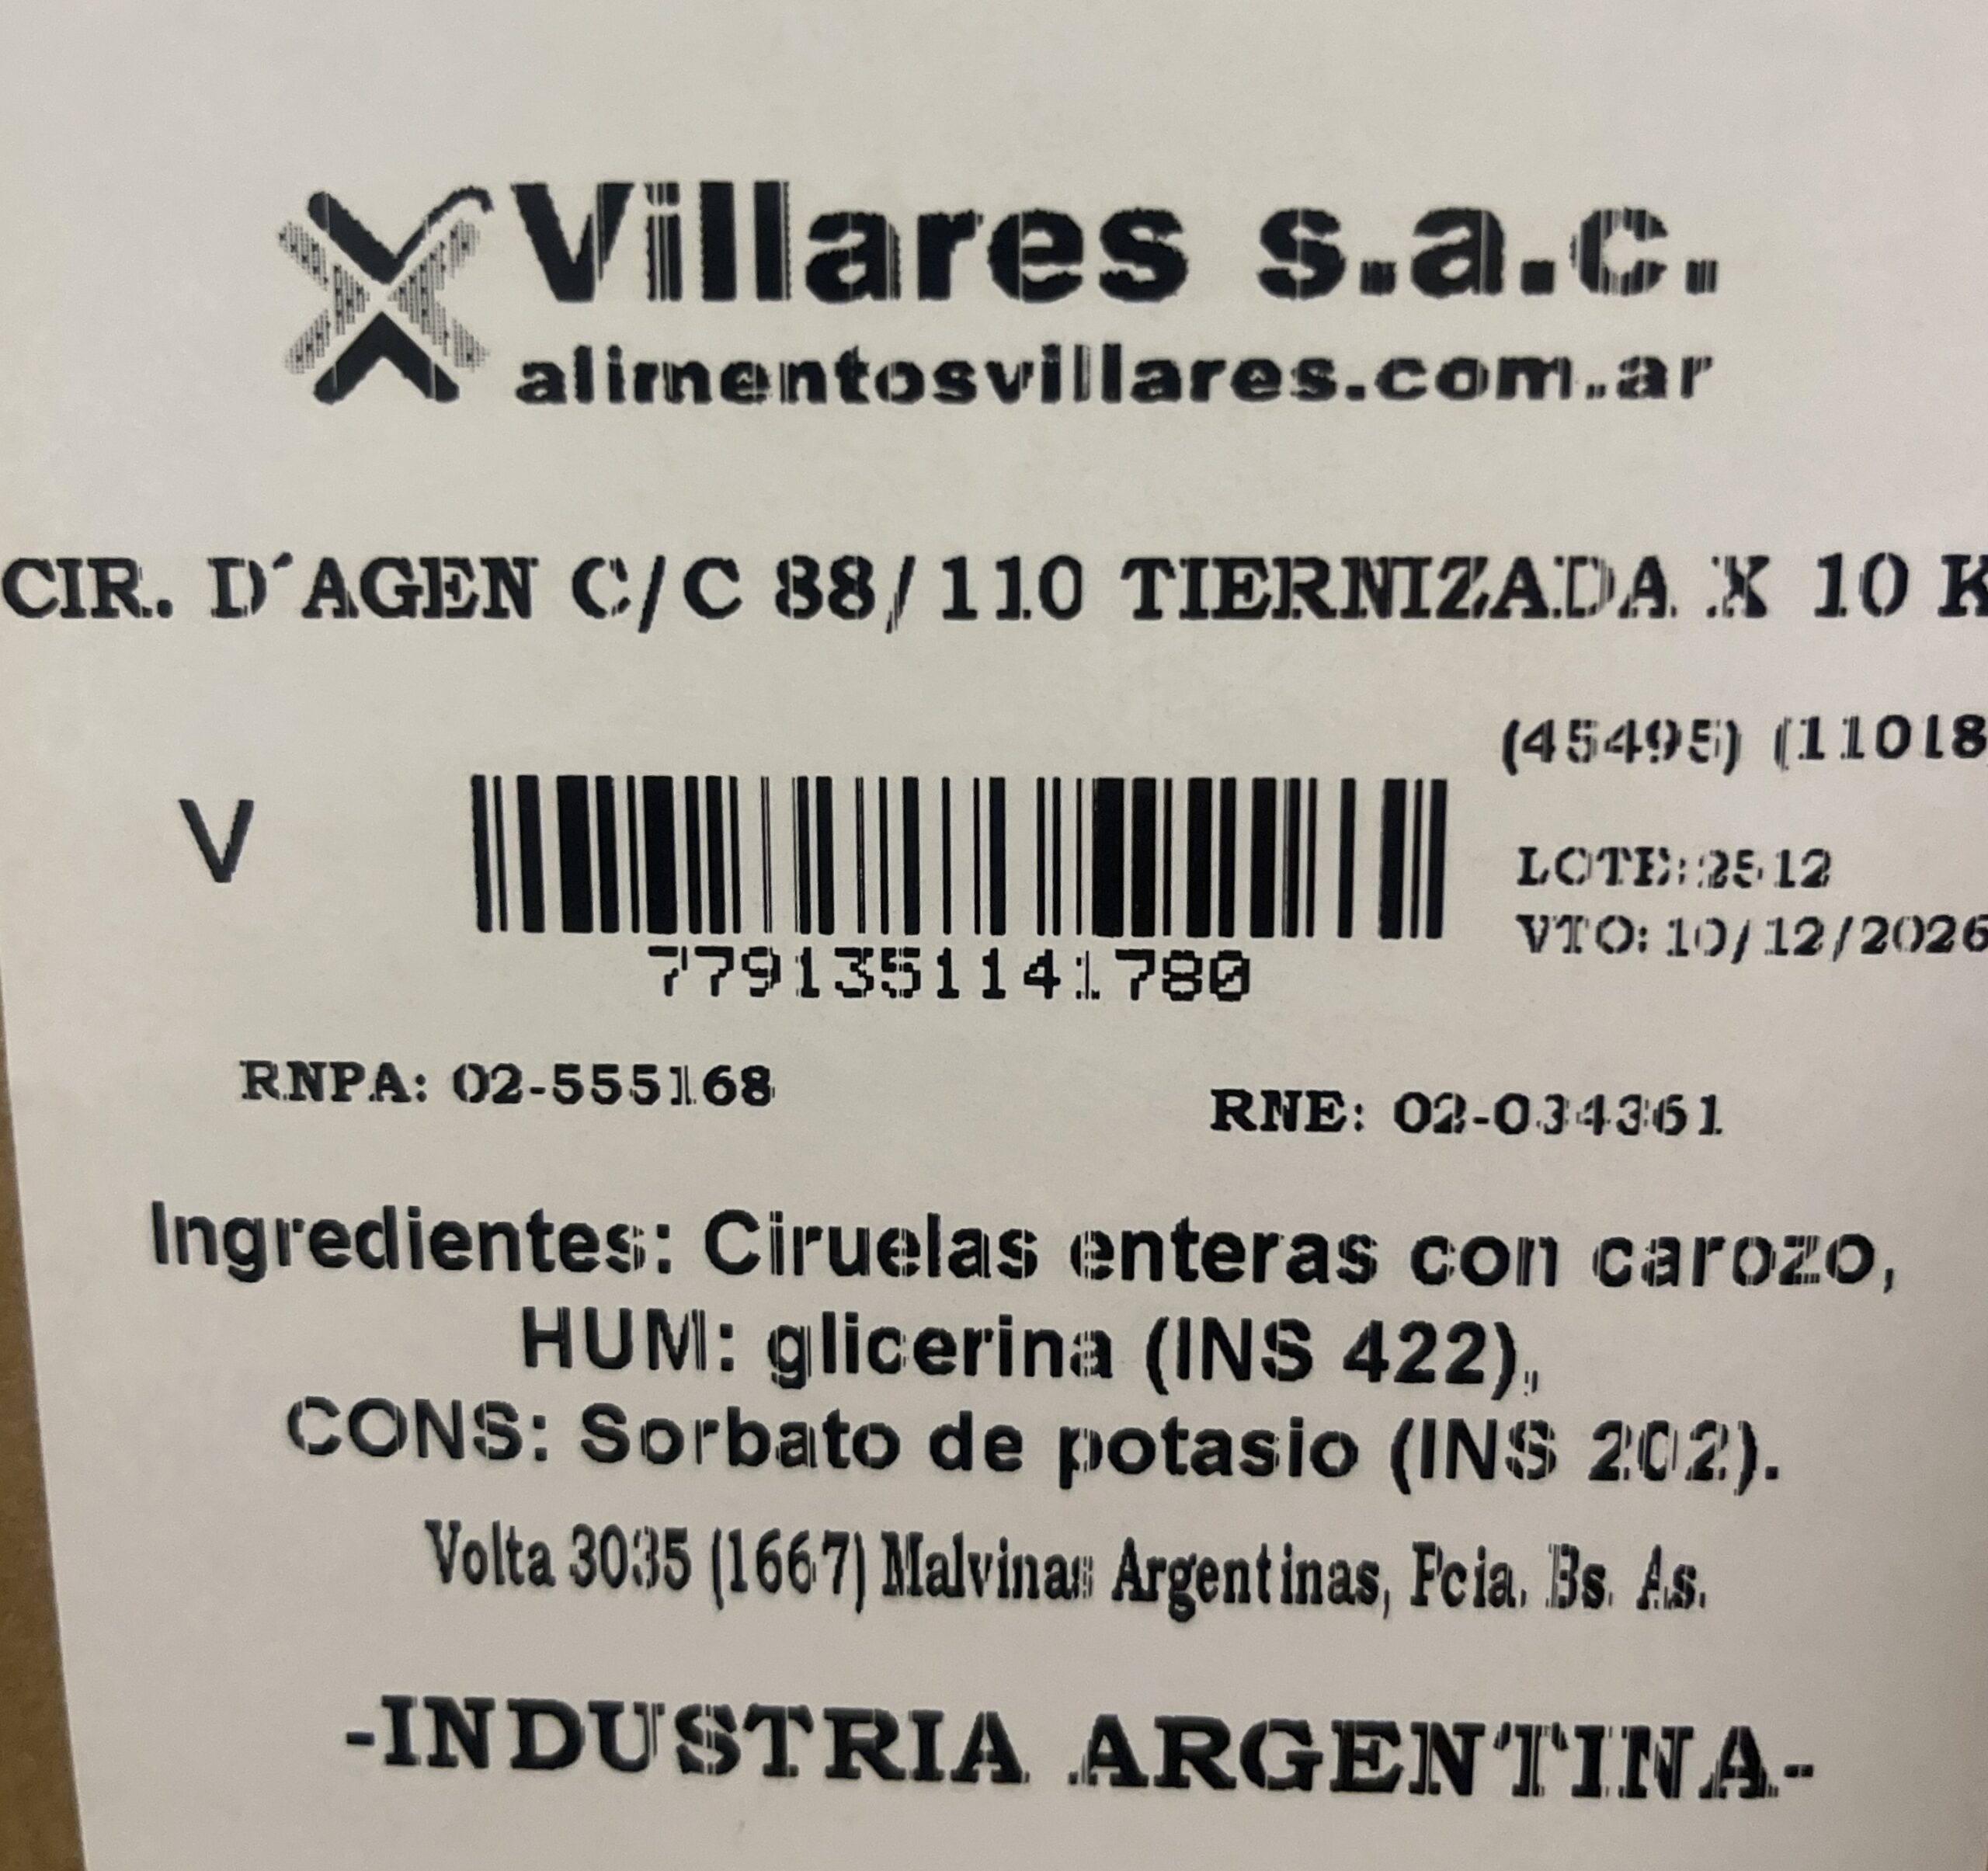 Villares s.a.c.
alimentosvillares.com.ar
CIR. D´AGEN C/C 88/110 TIERNIZADA X 10 K
(45495) (11018
V
LOTE: 2512
VTO: 10/12/2026
7791351141780
RNPA: 02-555168
RNE: 02-034361
Ingredientes: Ciruelas enteras con carozo,
HUM: glicerina (INS 422),
CONS: Sorbato de potasio (INS 202).
Volta 3035 (1667) Malvinas Argentinas, Pcia. Bs. As.
-INDUSTRIA ARGENTINA-